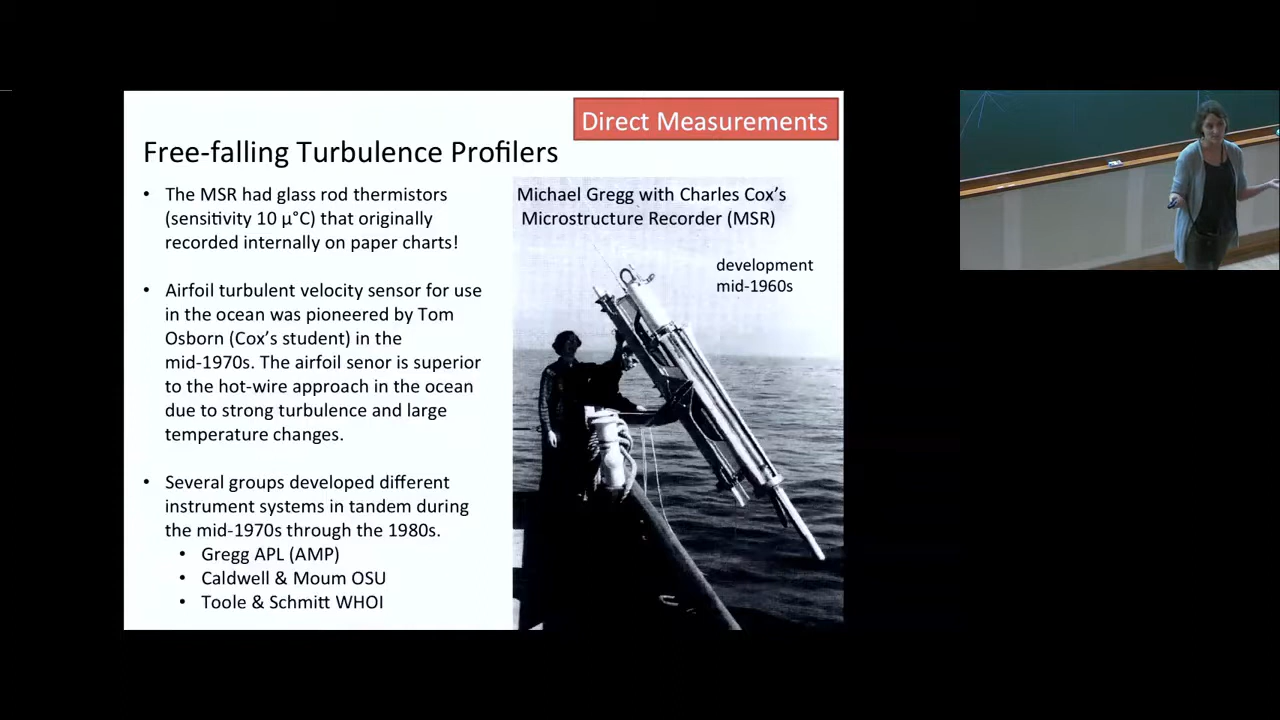 Direct Measurements
Free-falling Turbulence Profilers
• The MSR had glass rod thermistors
(sensitivity 10 μ°C) that originally
recorded internally on paper charts!
• Airfoil turbulent velocity sensor for use
in the ocean was pioneered by Tom
Osborn (Cox's student) in the
mid-1970s. The airfoil senor is superior
to the hot-wire approach in the ocean
due to strong turbulence and large
temperature changes.
• Several groups developed different
instrument systems in tandem during
the mid-1970s through the 1980s.
• Gregg APL (AMP)
• Caldwell & Moum OSU
• Toole & Schmitt WHOI
Michael Gregg with Charles Cox's
Microstructure Recorder (MSR)
development
mid-1960s